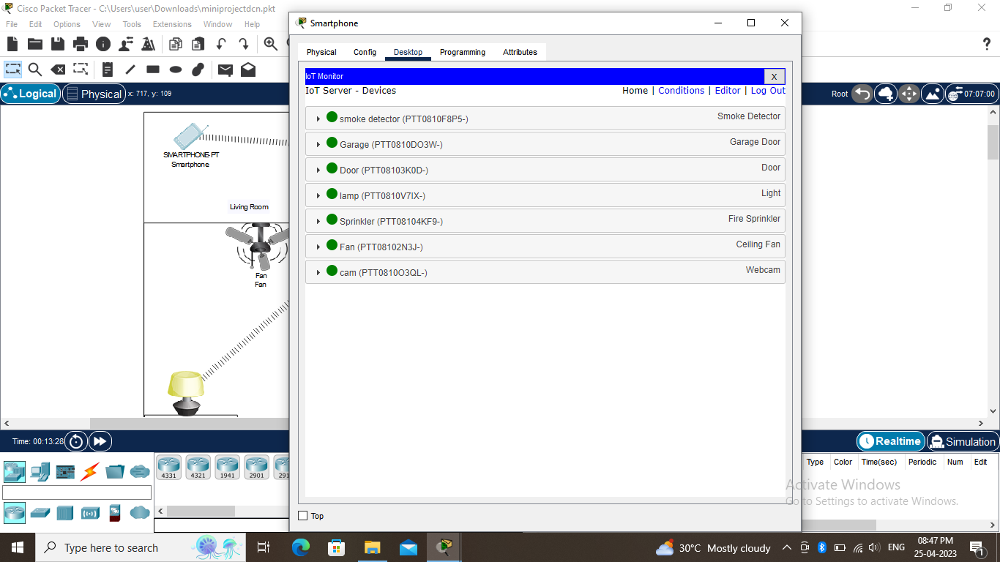 Cisco Packet Tracer - C:\Users\user\Downloads\miniprojectdcn.pkt
File Edit Options View Tools Extensions Window Help
Logical Physical x: 717, y: 109
Root 07:07:00
SMARTPHONE-PT
Smartphone
Living Room
Fan
Fan
Smartphone
Physical Config Desktop Programming Attributes
IoT Monitor X
IoT Server - Devices Home | Conditions | Editor | Log Out
smoke detector (PTT0810F8P5-) Smoke Detector
Garage (PTT0810DO3W-) Garage Door
Door (PTT08103K0D-) Door
lamp (PTT0810V7IX-) Light
Sprinkler (PTT08104KF9-) Fire Sprinkler
Fan (PTT08102N3J-) Ceiling Fan
cam (PTT0810O3QL-) Webcam
Top
Time: 00:13:28
Realtime Simulation
4331 4321 1941 2901 291
Type Color Time(sec) Periodic Num Edit
Activate Windows
Go to Settings to activate Windows.
Type here to search
30°C Mostly cloudy ENG 08:47 PM
25-04-2023
1